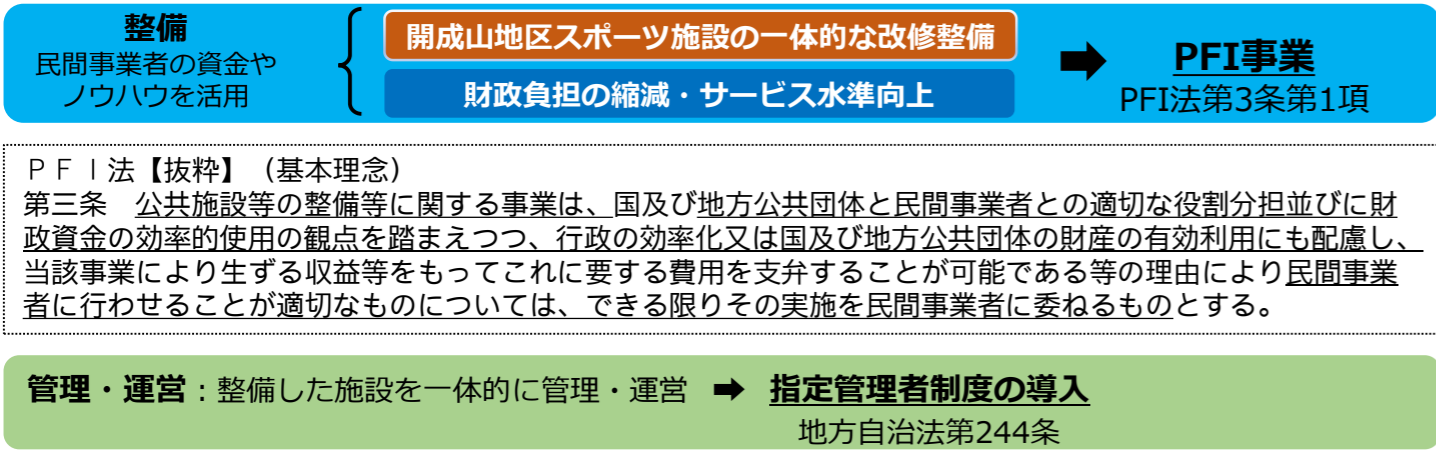 整備
民間事業者の資金や
ノウハウを活用
開成山地区スポーツ施設の一体的な改修整備
財政負担の縮減・サービス水準向上
➡ PFI事業
PFI法第3条第1項
ＰＦＩ法【抜粋】（基本理念）
第三条　公共施設等の整備等に関する事業は、国及び地方公共団体と民間事業者との適切な役割分担並びに財
政資金の効率的使用の観点を踏まえつつ、行政の効率化又は国及び地方公共団体の財産の有効利用にも配慮し、
当該事業により生ずる収益等をもってこれに要する費用を支弁することが可能である等の理由により民間事業
者に行わせることが適切なものについては、できる限りその実施を民間事業者に委ねるものとする。
管理・運営：整備した施設を一体的に管理・運営 ➡ 指定管理者制度の導入
地方自治法第244条